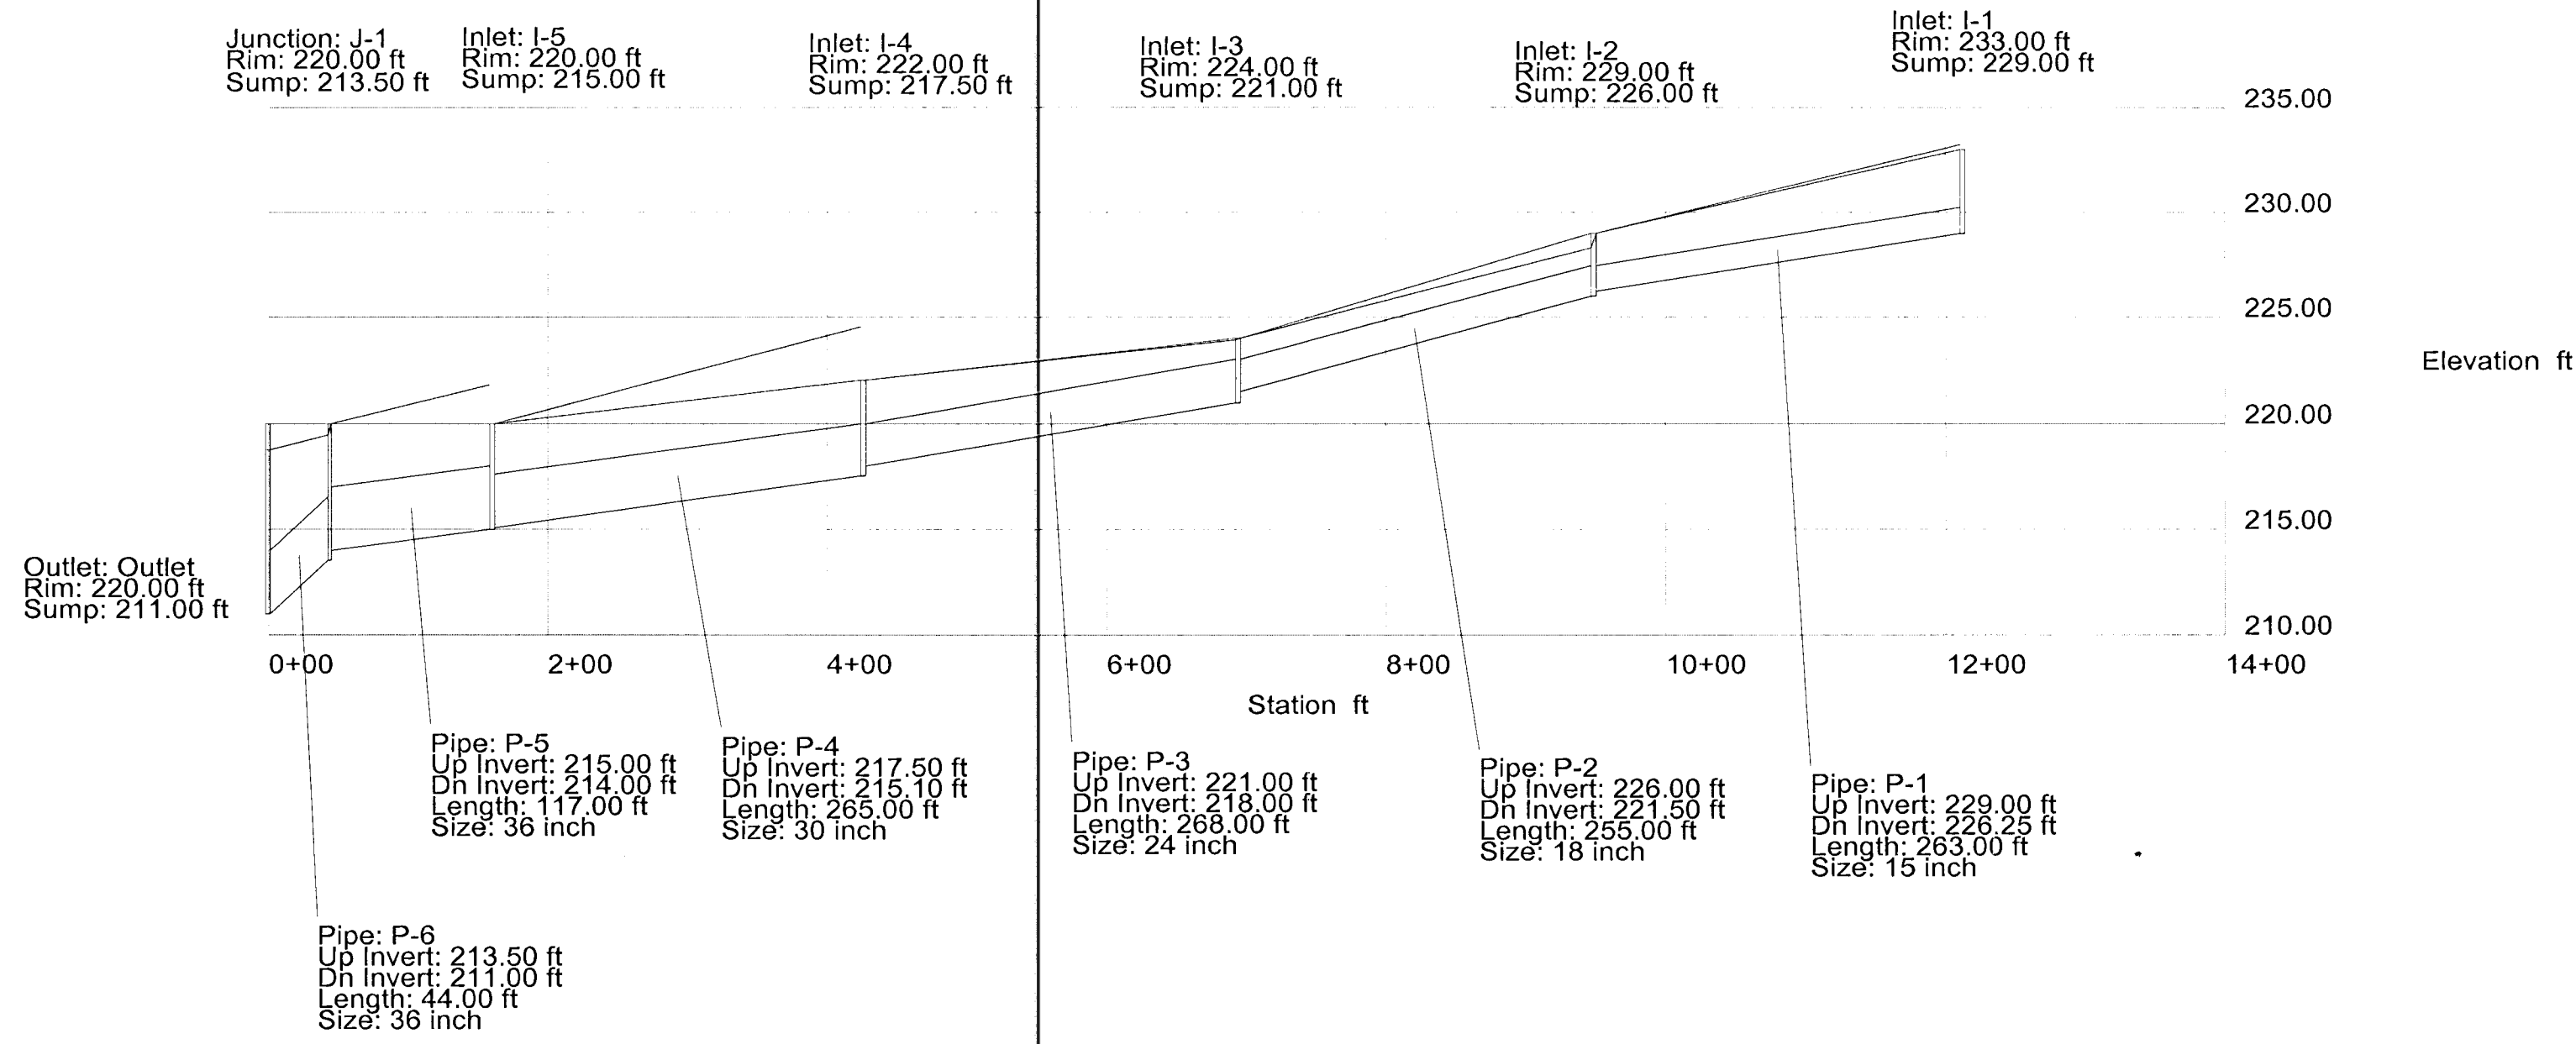 Junction: J-1
Rim: 220.00 ft
Sump: 213.50 ft
Inlet: I-5
Rim: 220.00 ft
Sump: 215.00 ft
Inlet: I-4
Rim: 222.00 ft
Sump: 217.50 ft
Inlet: I-3
Rim: 224.00 ft
Sump: 221.00 ft
Inlet: I-2
Rim: 229.00 ft
Sump: 226.00 ft
Inlet: I-1
Rim: 233.00 ft
Sump: 229.00 ft
235.00
230.00
225.00
Elevation ft
220.00
215.00
210.00
Outlet: Outlet
Rim: 220.00 ft
Sump: 211.00 ft
0+00
2+00
4+00
6+00
8+00
10+00
12+00
14+00
Station ft
Pipe: P-5
Up Invert: 215.00 ft
Dn Invert: 214.00 ft
Length: 117.00 ft
Size: 36 inch
Pipe: P-4
Up Invert: 217.50 ft
Dn Invert: 215.10 ft
Length: 265.00 ft
Size: 30 inch
Pipe: P-3
Up Invert: 221.00 ft
Dn Invert: 218.00 ft
Length: 268.00 ft
Size: 24 inch
Pipe: P-2
Up Invert: 226.00 ft
Dn Invert: 221.50 ft
Length: 255.00 ft
Size: 18 inch
Pipe: P-1
Up Invert: 229.00 ft
Dn Invert: 226.25 ft
Length: 263.00 ft
Size: 15 inch
Pipe: P-6
Up Invert: 213.50 ft
Dn Invert: 211.00 ft
Length: 44.00 ft
Size: 36 inch